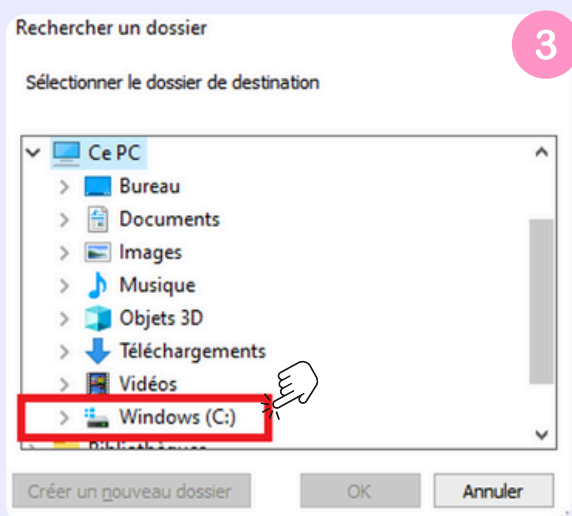 Rechercher un dossier
3
Sélectionner le dossier de destination
Ce PC
Bureau
Documents
Images
Musique
Objets 3D
Téléchargements
Vidéos
Windows (C:)
Bibliothèques
Créer un nouveau dossier
OK
Annuler